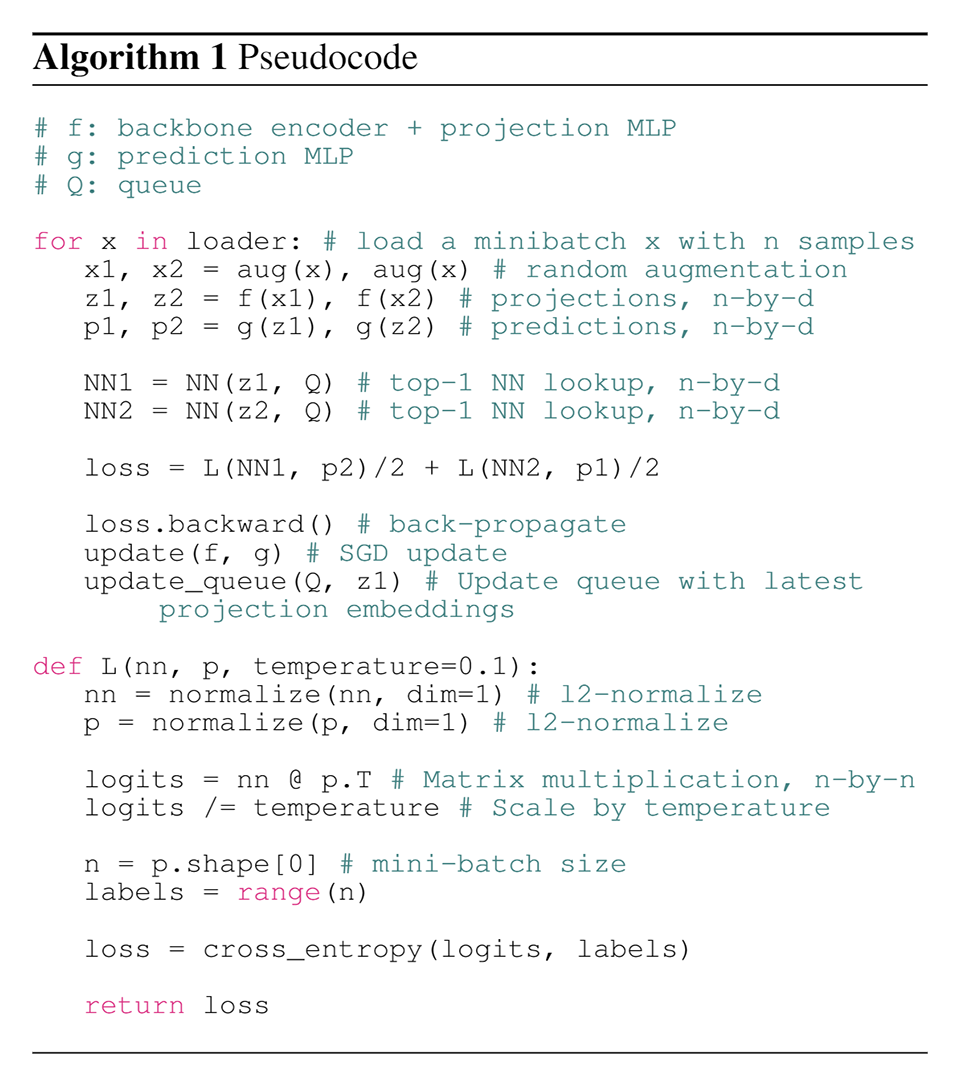 Algorithm 1 Pseudocode
# f: backbone encoder + projection MLP
# g: prediction MLP
# Q: queue
for x in loader: # load a minibatch x with n samples
x1, x2 = aug(x), aug(x) # random augmentation
z1, z2 = f(x1), f(x2) # projections, n-by-d
p1, p2 = g(z1), g(z2) # predictions, n-by-d
NN1 = NN(z1, Q) # top-1 NN lookup, n-by-d
NN2 = NN(z2, Q) # top-1 NN lookup, n-by-d
loss = L(NN1, p2)/2 + L(NN2, p1)/2
loss.backward() # back-propagate
update(f, g) # SGD update
update_queue(Q, z1) # Update queue with latest
projection embeddings
def L(nn, p, temperature=0.1):
nn = normalize(nn, dim=1) # l2-normalize
p = normalize(p, dim=1) # l2-normalize
logits = nn @ p.T # Matrix multiplication, n-by-n
logits /= temperature # Scale by temperature
n = p.shape[0] # mini-batch size
labels = range(n)
loss = cross_entropy(logits, labels)
return loss